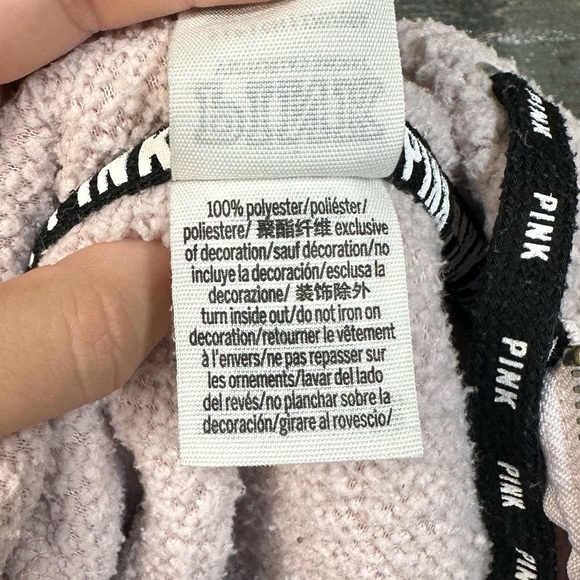 PINK
PINK
100% polyester/poliéster/
poliestere/ 聚酯纤维 exclusive
of decoration/sauf décoration/no
incluye la decoración/esclusa la
decorazione/ 装饰除外
turn inside out/do not iron on
decoration/retourner le vêtement
à l'envers/ne pas repasser sur
les ornements/lavar del lado
del revés/no planchar sobre la
decoración/girare al rovescio/
PINK
PINK
PINK
PINK
PINK